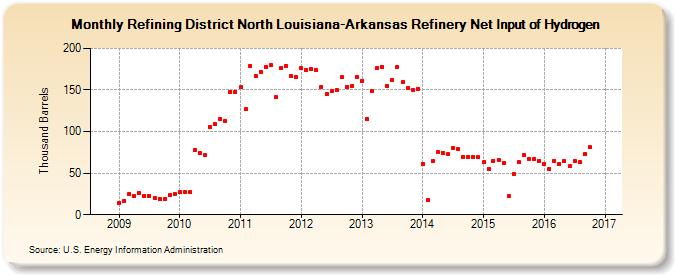 Monthly Refining District North Louisiana-Arkansas Refinery Net Input of Hydrogen
Thousand Barrels
200
150
100
50
0
2009 2010 2011 2012 2013 2014 2015 2016 2017
Source: U.S. Energy Information Administration